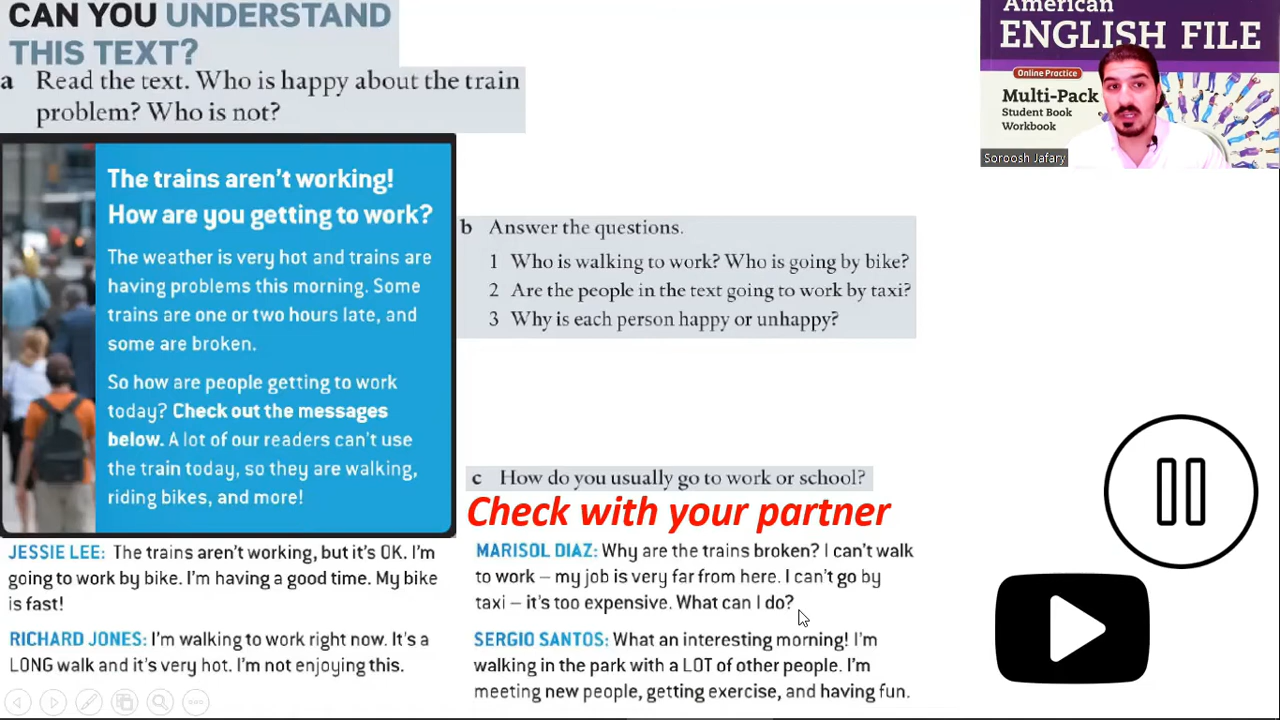 CAN YOU UNDERSTAND
THIS TEXT?
a Read the text. Who is happy about the train
problem? Who is not?
The trains aren't working!
How are you getting to work?
The weather is very hot and trains are
having problems this morning. Some
trains are one or two hours late, and
some are broken.
So how are people getting to work
today? Check out the messages
below. A lot of our readers can't use
the train today, so they are walking,
riding bikes, and more!
JESSIE LEE: The trains aren't working, but it's OK. I'm
going to work by bike. I'm having a good time. My bike
is fast!
RICHARD JONES: I'm walking to work right now. It's a
LONG walk and it's very hot. I'm not enjoying this.
b Answer the questions.
1 Who is walking to work? Who is going by bike?
2 Are the people in the text going to work by taxi?
3 Why is each person happy or unhappy?
c How do you usually go to work or school?
Check with your partner
MARISOL DIAZ: Why are the trains broken? I can't walk
to work – my job is very far from here. I can't go by
taxi – it's too expensive. What can I do?
SERGIO SANTOS: What an interesting morning! I'm
walking in the park with a LOT of other people. I'm
meeting new people, getting exercise, and having fun.
American
ENGLISH FILE
Online Practice
Multi-Pack
Student Book
Workbook
Soroosh Jafary